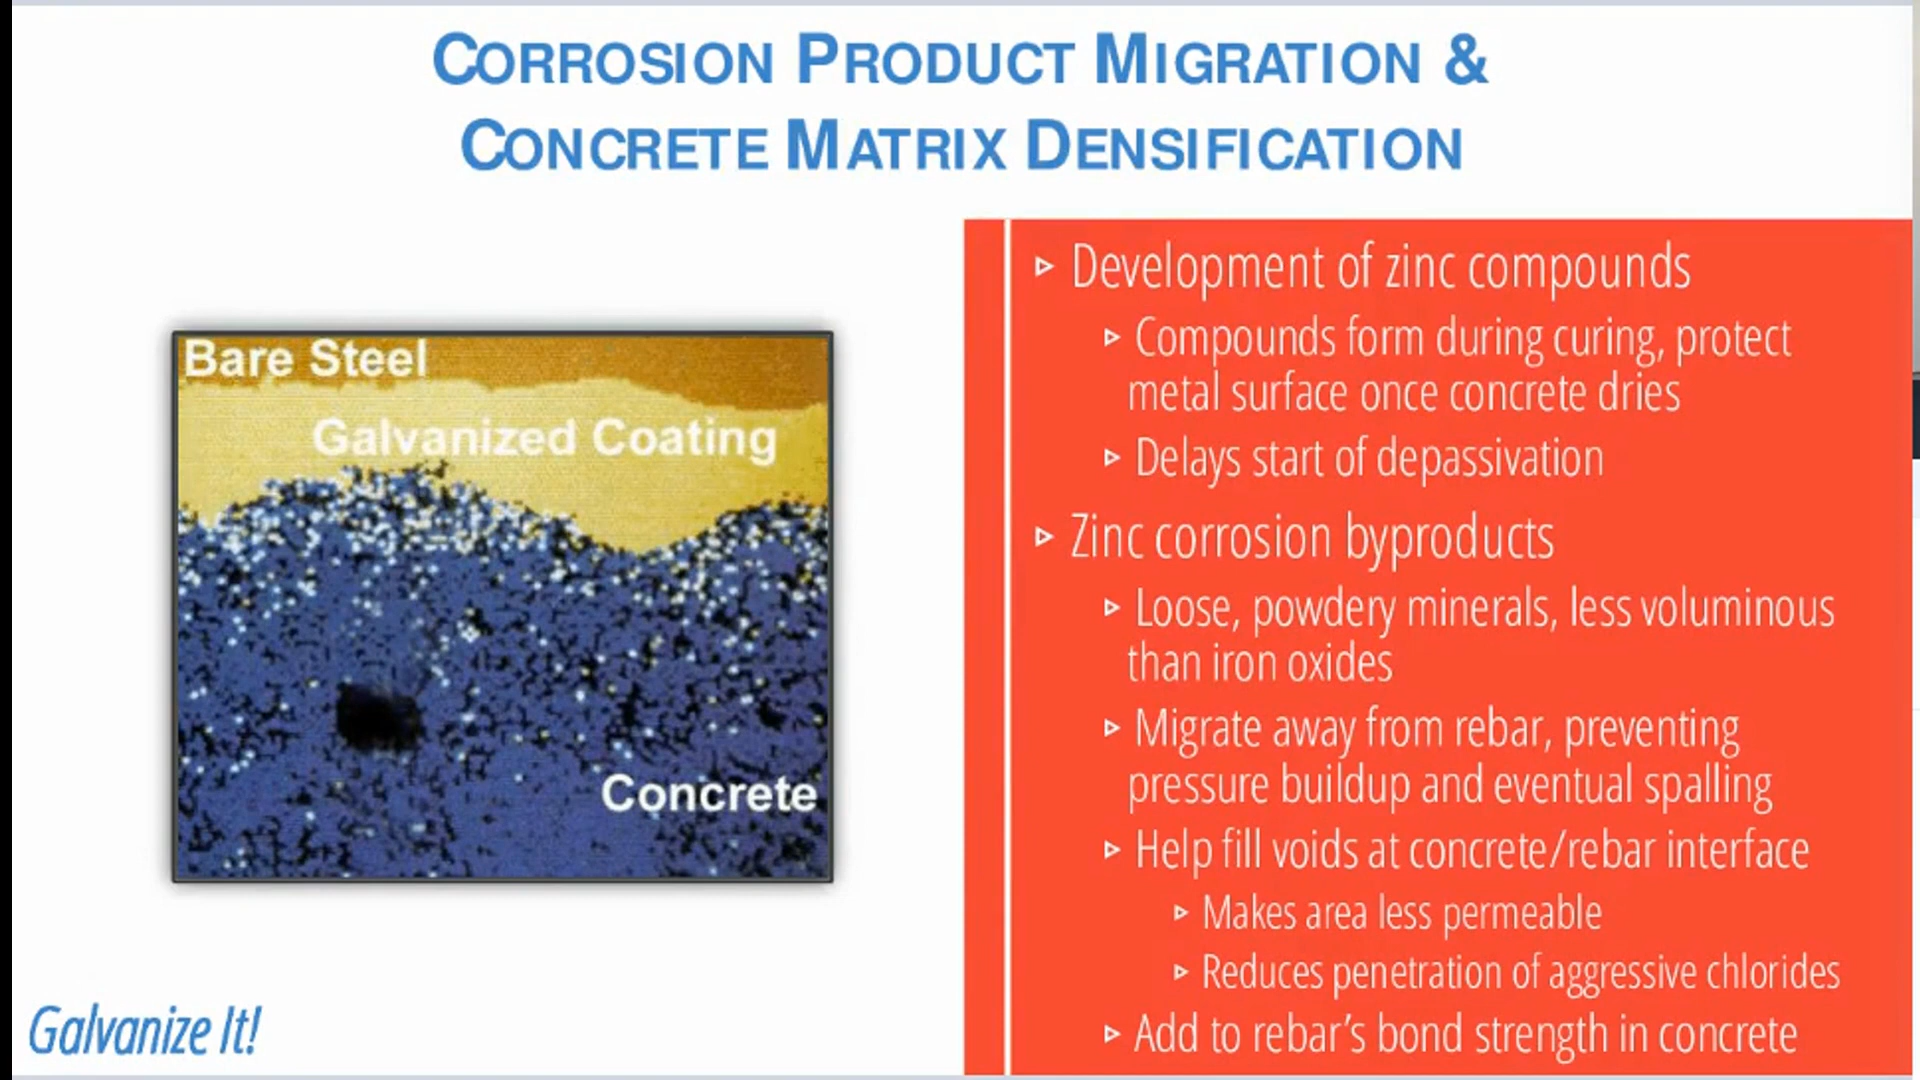 CORROSION PRODUCT MIGRATION &
CONCRETE MATRIX DENSIFICATION
Bare Steel
Galvanized Coating
Concrete
▹ Development of zinc compounds
▹ Compounds form during curing, protect
metal surface once concrete dries
▹ Delays start of depassivation
▹ Zinc corrosion byproducts
▹ Loose, powdery minerals, less voluminous
than iron oxides
▹ Migrate away from rebar, preventing
pressure buildup and eventual spalling
▹ Help fill voids at concrete/rebar interface
▹ Makes area less permeable
▹ Reduces penetration of aggressive chlorides
▹ Add to rebar’s bond strength in concrete
Galvanize It!